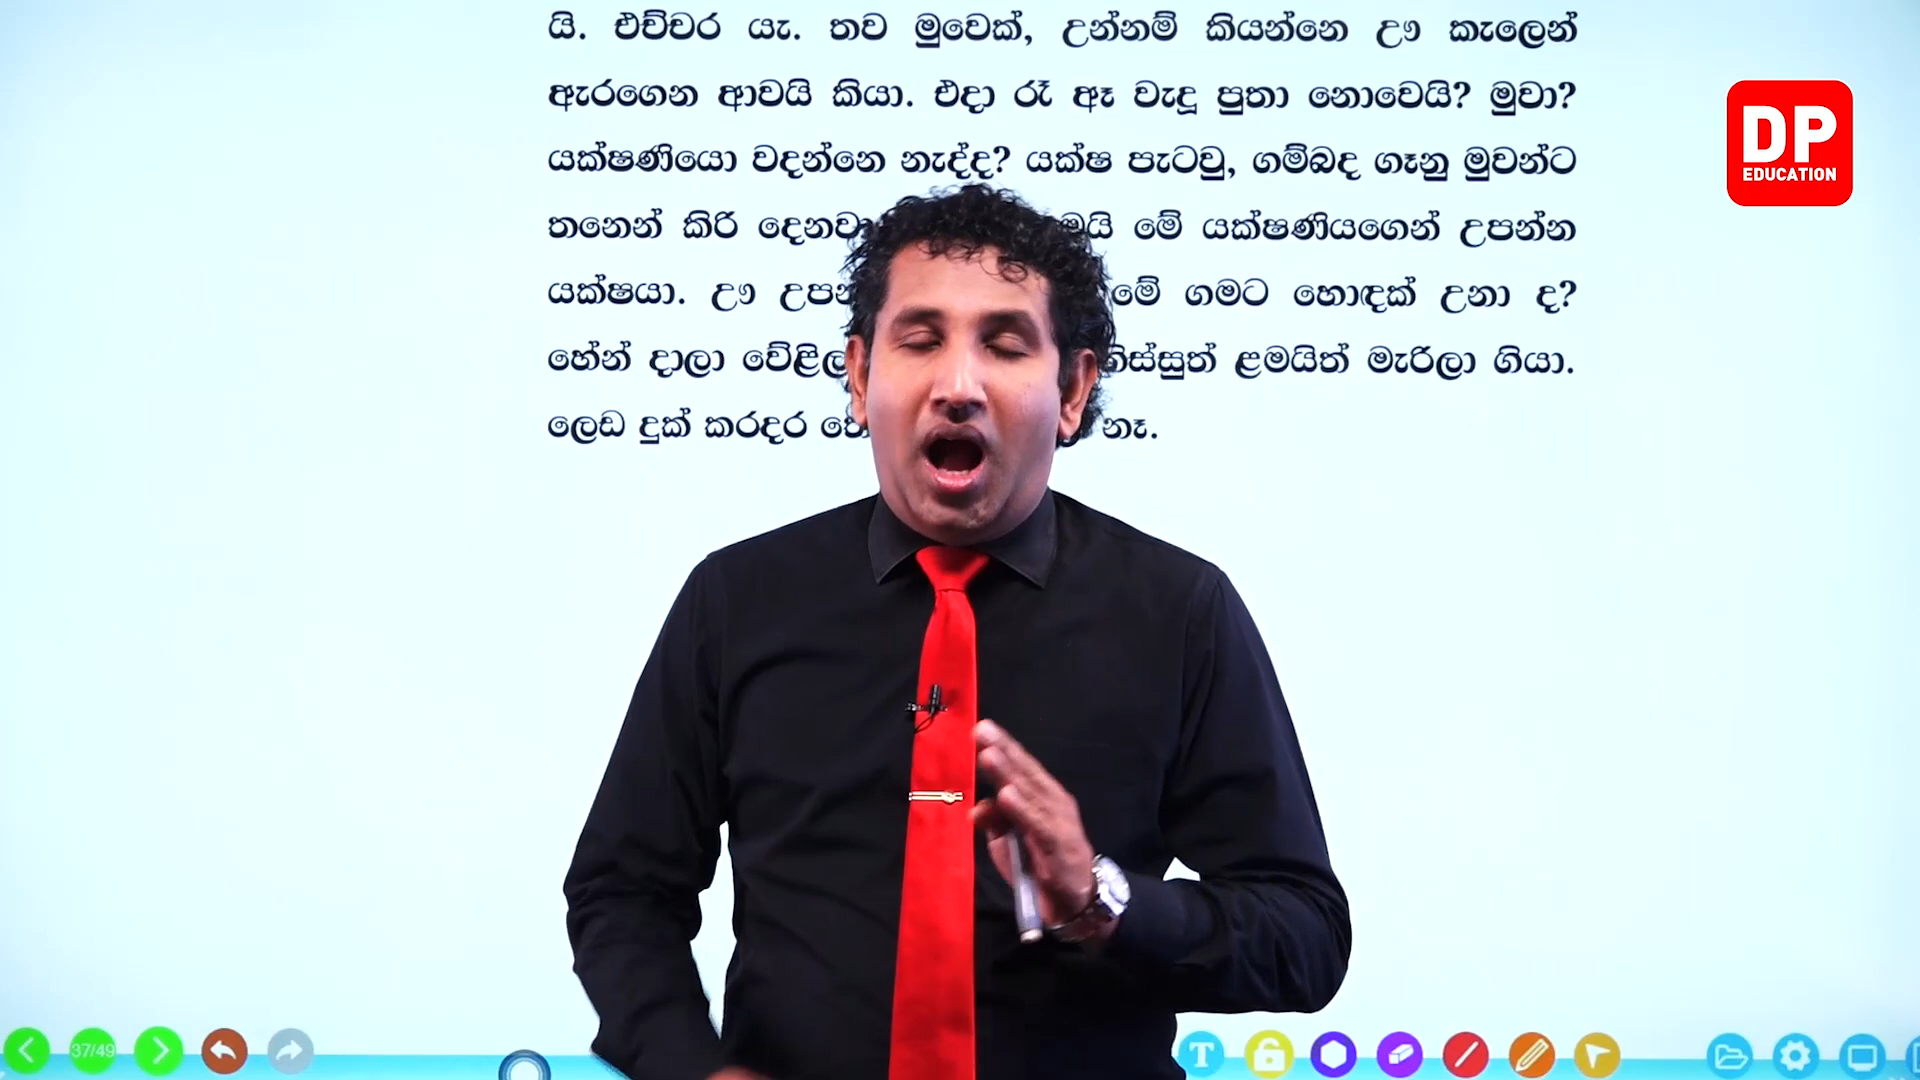 යි. එච්චර යැ. තව මුවෙක්, උන්නම් කියන්නෙ ඌ කැලෙන්
ඇරගෙන ආවයි කියා. එදා රෑ ඈ වැදූ පුතා නොවෙයි? මුවා?
යක්ෂණියො වදන්නෙ නැද්ද? යක්ෂ පැටවු, ගම්බද ගෑනු මුවන්ට
තනෙන් කිරි දෙනවා මේ යක්ෂණියගෙන් උපන්න
යක්ෂයා. ඌ මේ ගමට හොඳක් උනා ද?
හේන් දාලා ළමයිත් මැරිලා ගියා.
ලෙඩ දුක් කරදර නෑ.
DP
EDUCATION
37/49
T